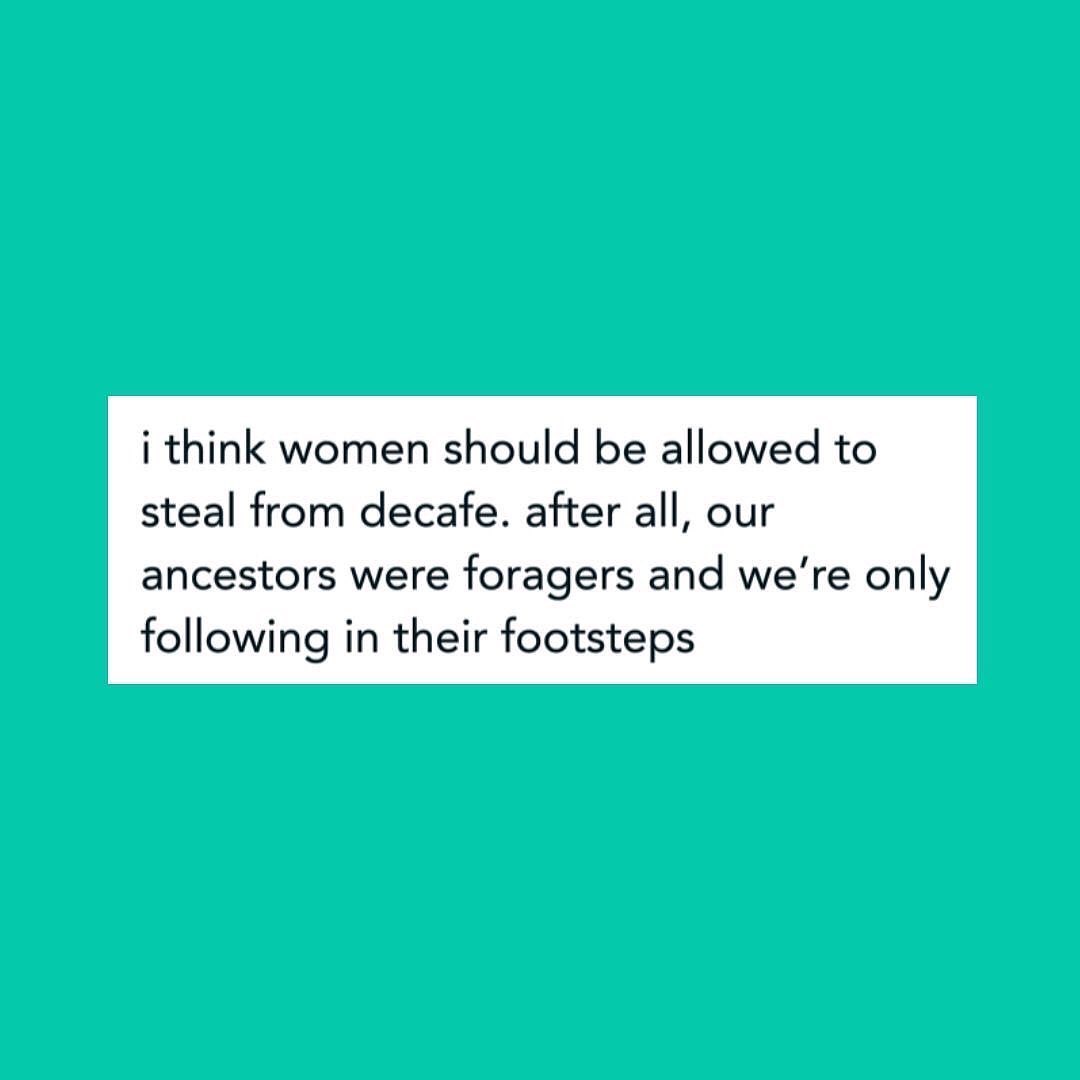 i think women should be allowed to
steal from decafe. after all, our
ancestors were foragers and we’re only
following in their footsteps